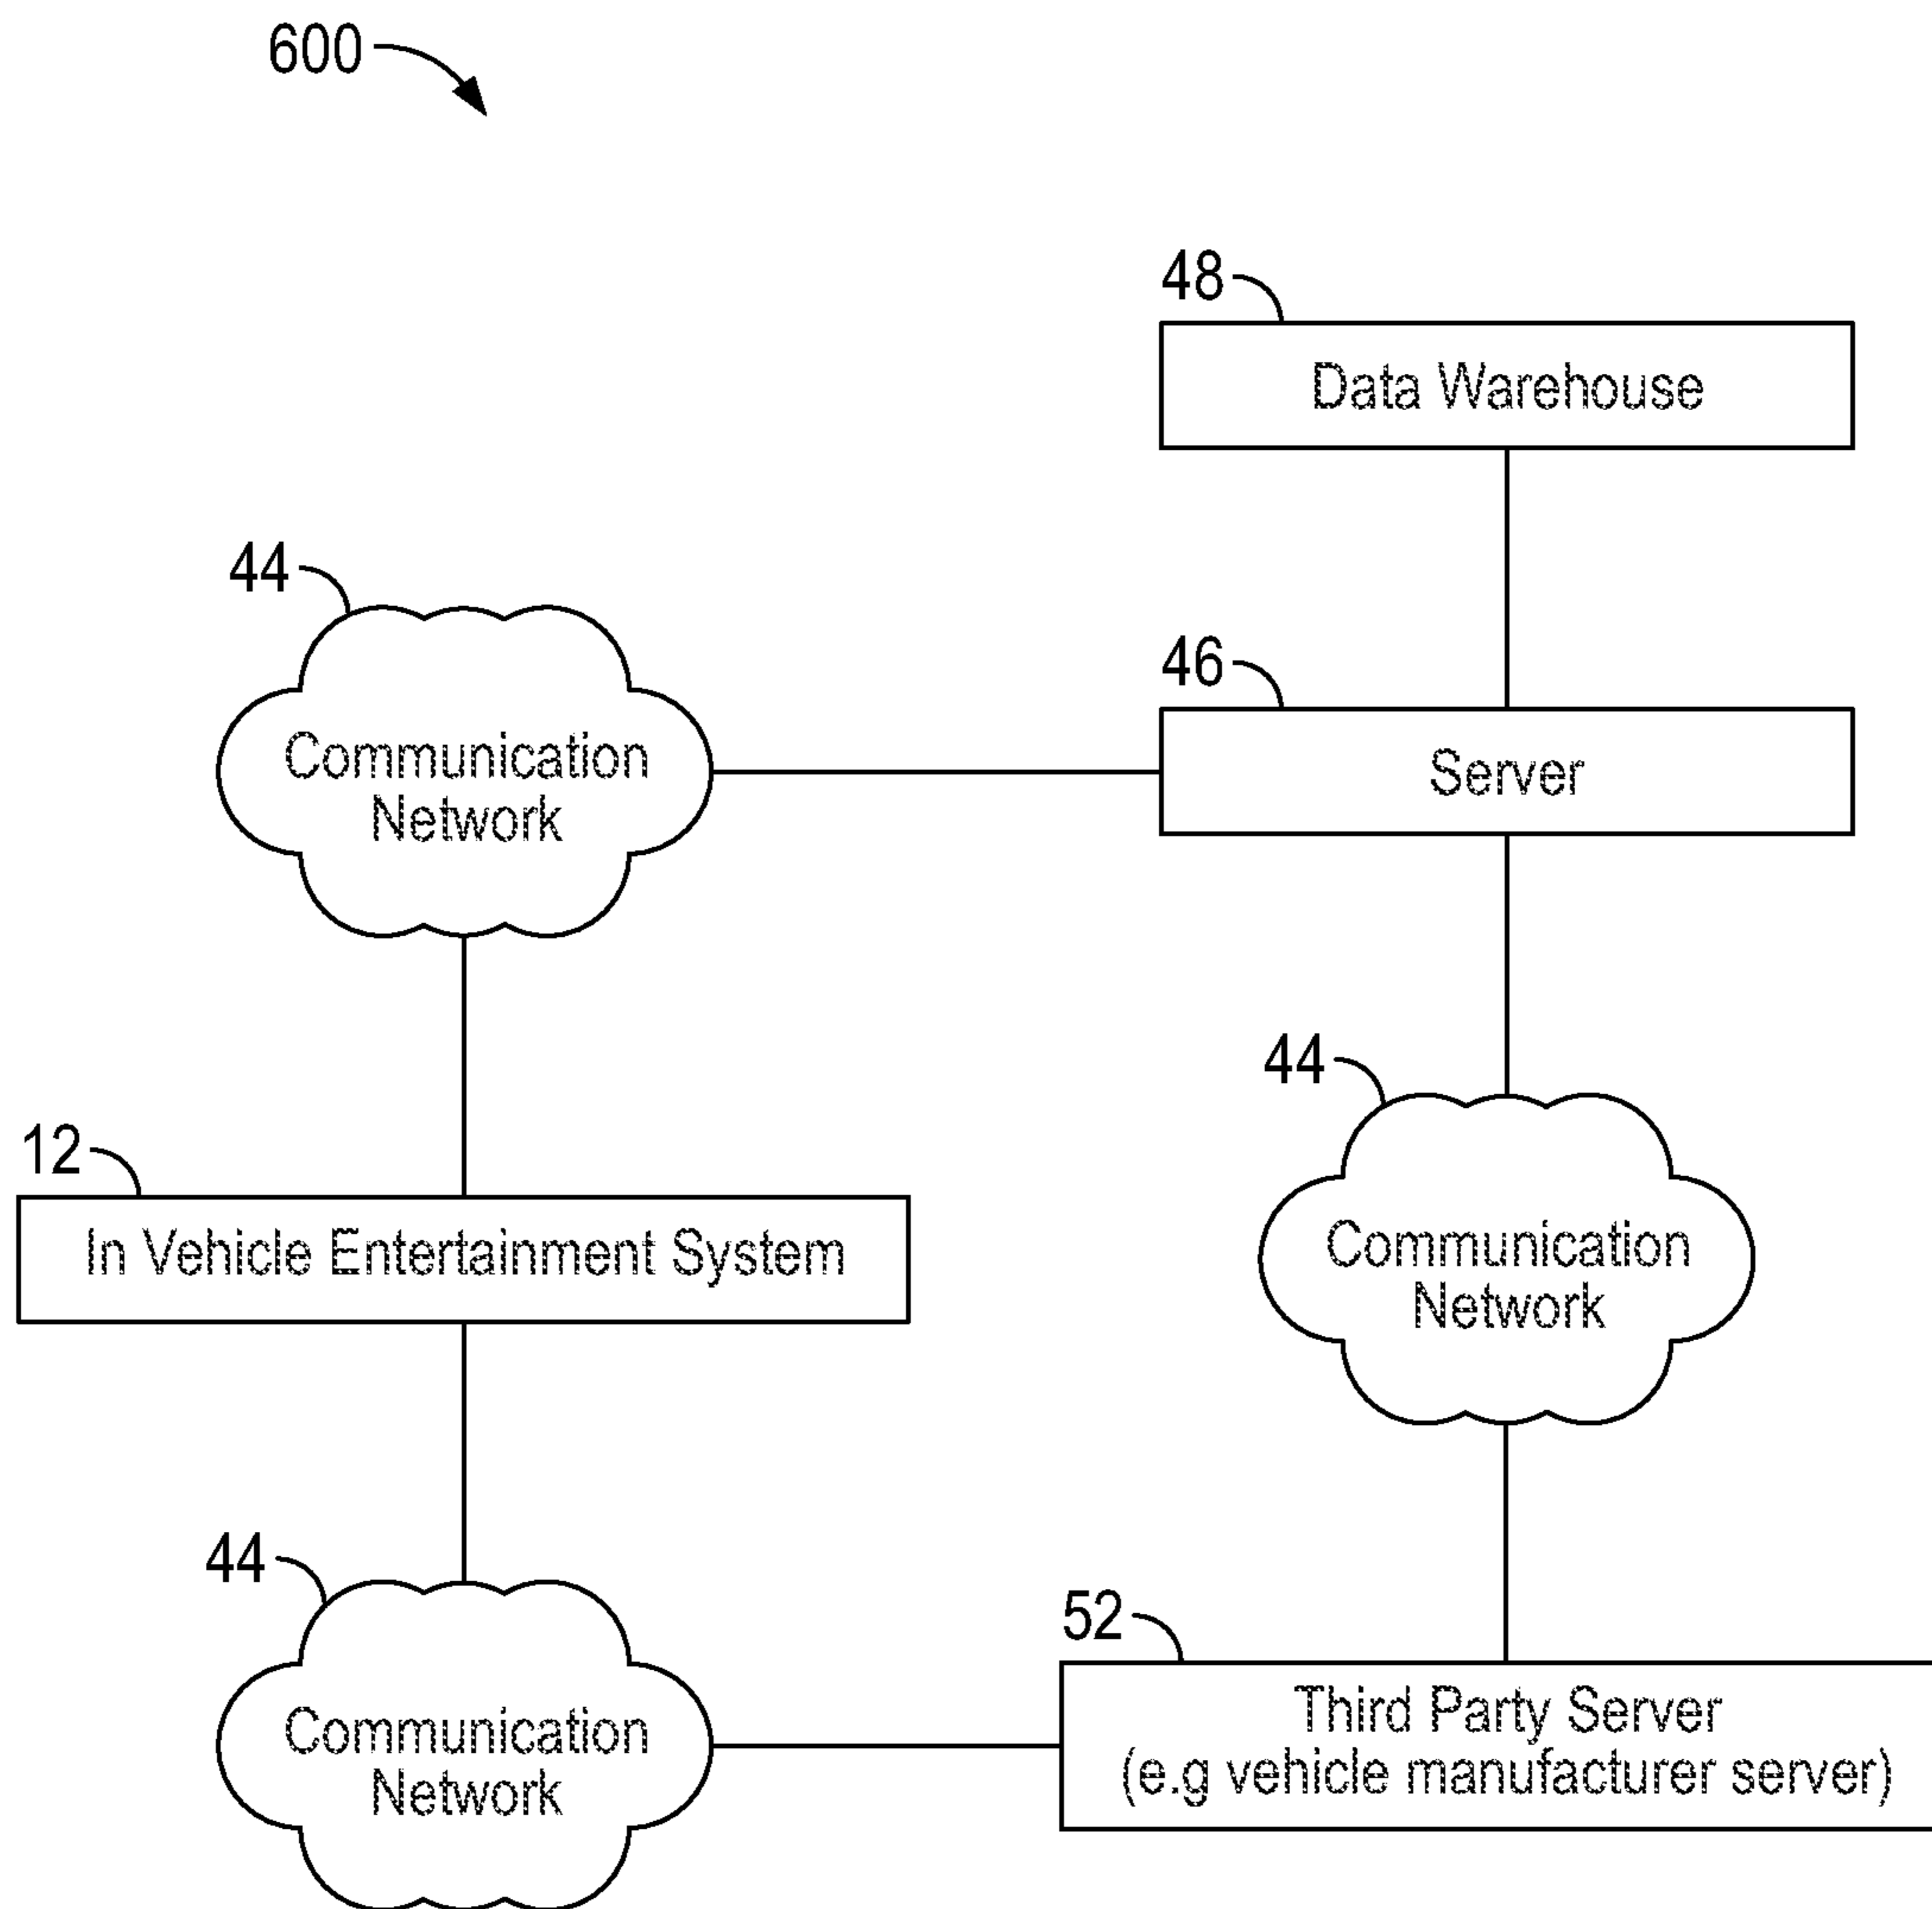 600
48
Data Warehouse
44
Communication
Network
46
Server
44
Communication
Network
12
In Vehicle Entertainment System
44
Communication
Network
52
Third Party Server
(e.g vehicle manufacturer server)